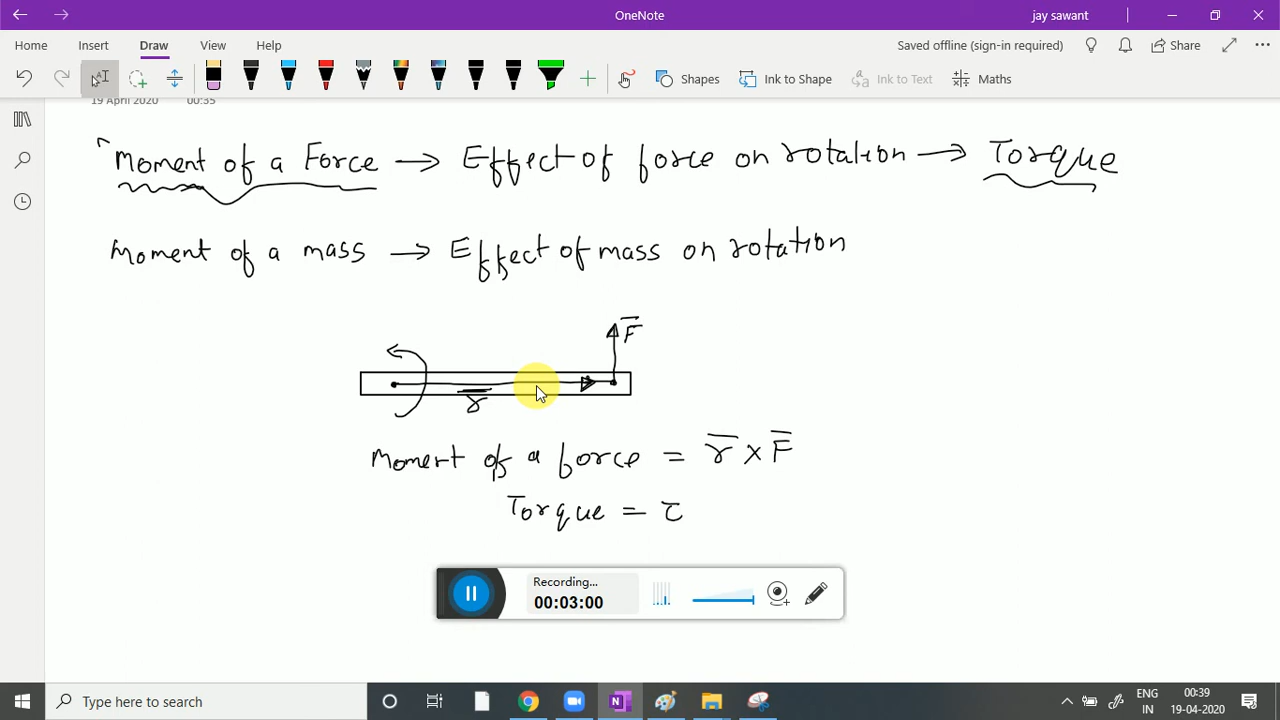 OneNote
jay sawant
Home Insert Draw View Help
Saved offline (sign-in required) Share
Shapes Ink to Shape Ink to Text Maths
19 April 2020 00:35
Moment of a Force → Effect of force on rotation → Torque
Moment of a mass → Effect of mass on rotation
F̅
r̅
Moment of a force = r̅ × F̅
Torque = τ
Recording...
00:03:00
Type here to search
ENG
IN
00:39
19-04-2020